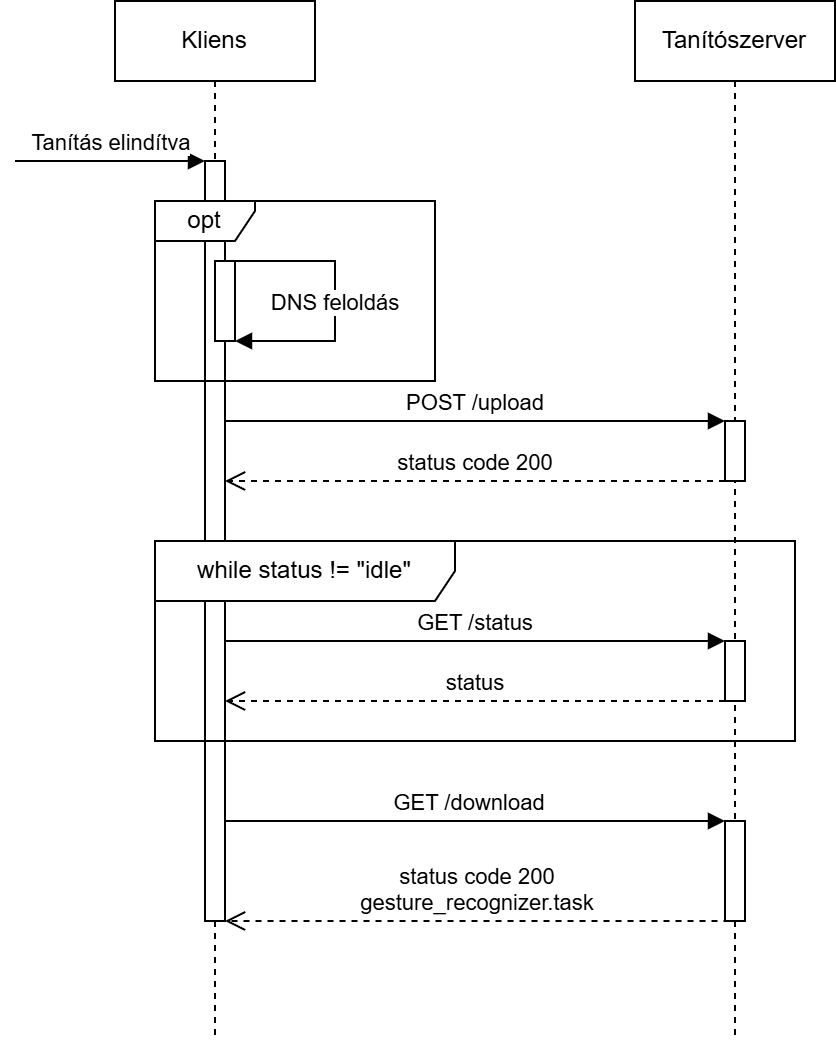 Kliens
Tanítószerver
Tanítás elindítva
opt
DNS feloldás
POST /upload
status code 200
while status != "idle"
GET /status
status
GET /download
status code 200
gesture_recognizer.task